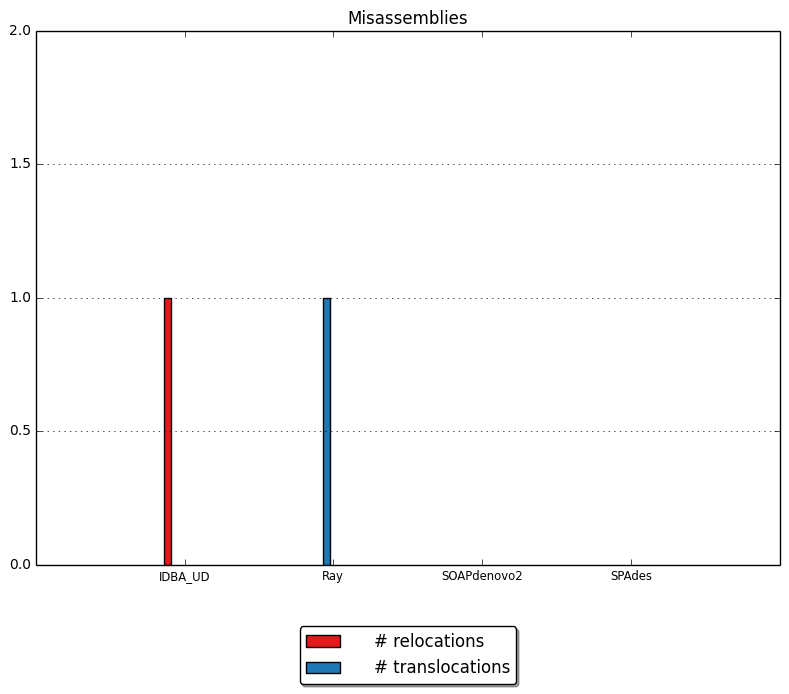 Misassemblies
2.0
1.5
1.0
0.5
0.0
IDBA_UD Ray SOAPdenovo2 SPAdes
# relocations
# translocations